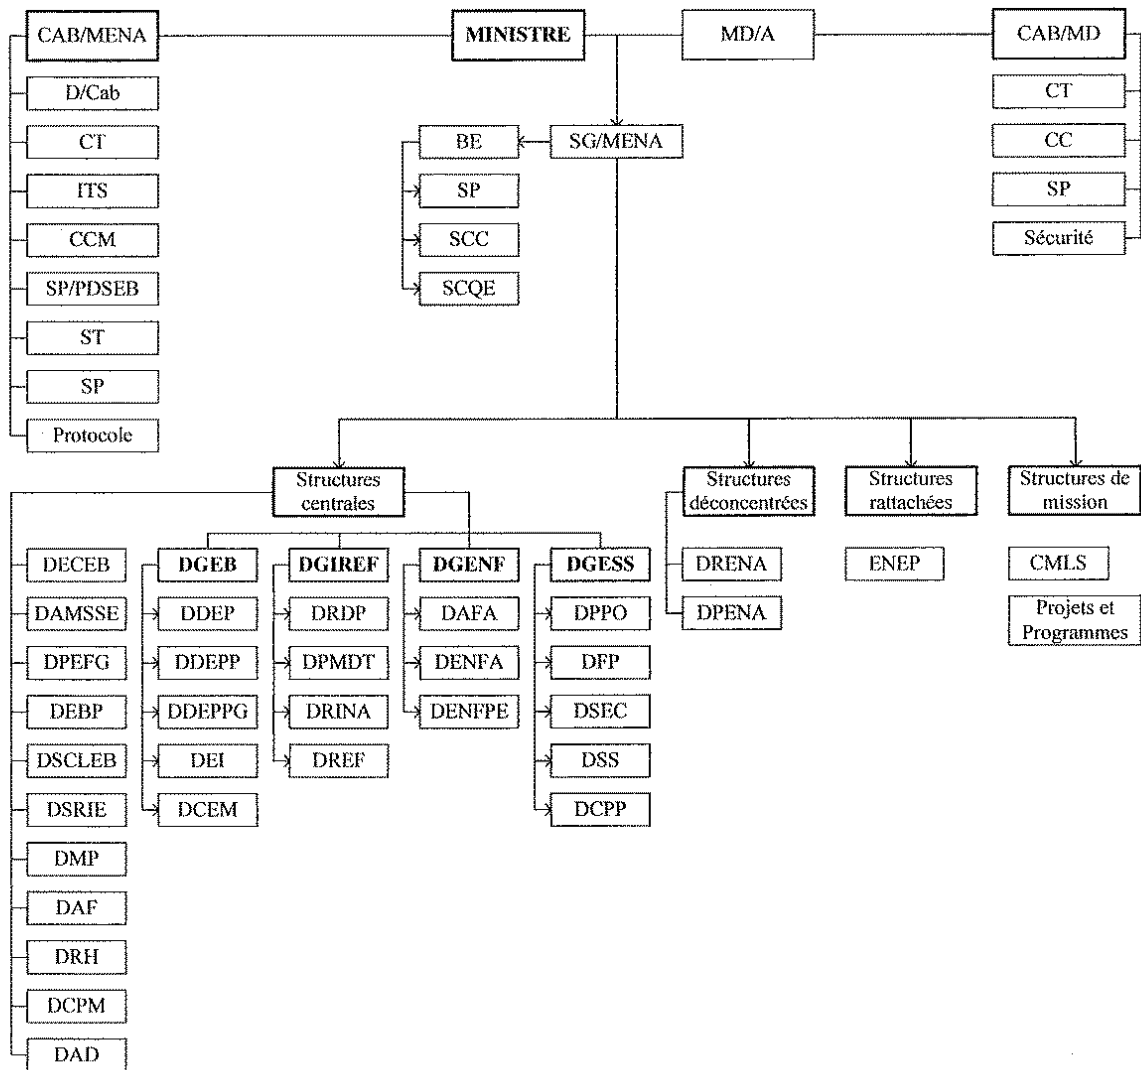 CAB/MENA
MINISTRE
MD/A
CAB/MD
D/Cab
CT
ITS
CCM
SP/PDSEB
ST
SP
Protocole
SG/MENA
BE
SP
SCC
SCQE
CT
CC
SP
Sécurité
Structures
centrales
Structures
déconcentrées
Structures
rattachées
Structures de
mission
DECEB
DAMSSE
DPEFG
DEBP
DSCLEB
DSRIE
DMP
DAF
DRH
DCPM
DAD
DGEB
DDEP
DDEPP
DDEPPG
DEI
DCEM
DGIREF
DRDP
DPMDT
DRINA
DREF
DGENF
DAFA
DENFA
DENFPE
DGESS
DPPO
DFP
DSEC
DSS
DCPP
DRENA
DPENA
ENEP
CMLS
Projets et
Programmes